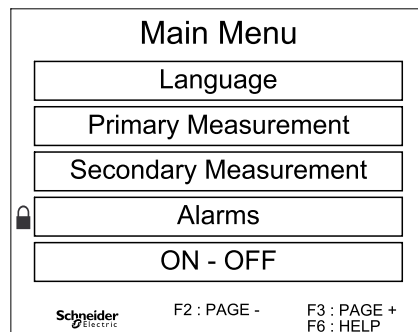 Main Menu
Language
Primary Measurement
Secondary Measurement
Alarms
ON - OFF
Schneider
Electric
F2 : PAGE -
F3 : PAGE +
F6 : HELP